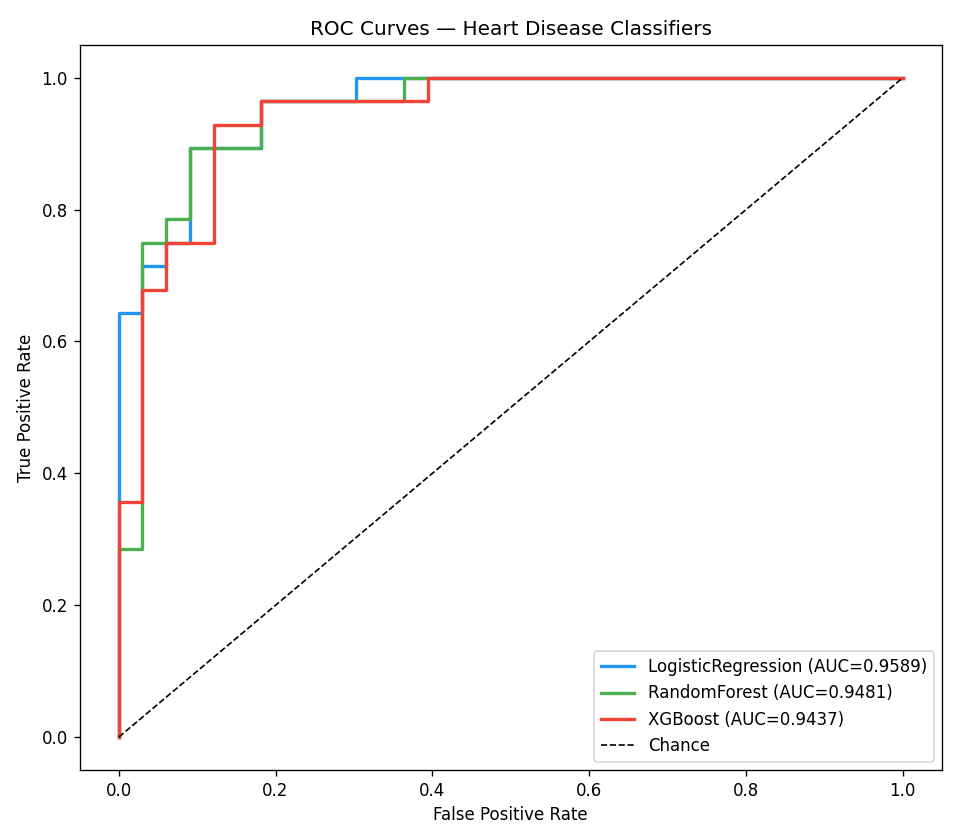 ROC Curves — Heart Disease Classifiers
True Positive Rate
1.0
0.8
0.6
0.4
0.2
0.0
0.0 0.2 0.4 0.6 0.8 1.0
False Positive Rate
LogisticRegression (AUC=0.9589)
RandomForest (AUC=0.9481)
XGBoost (AUC=0.9437)
Chance